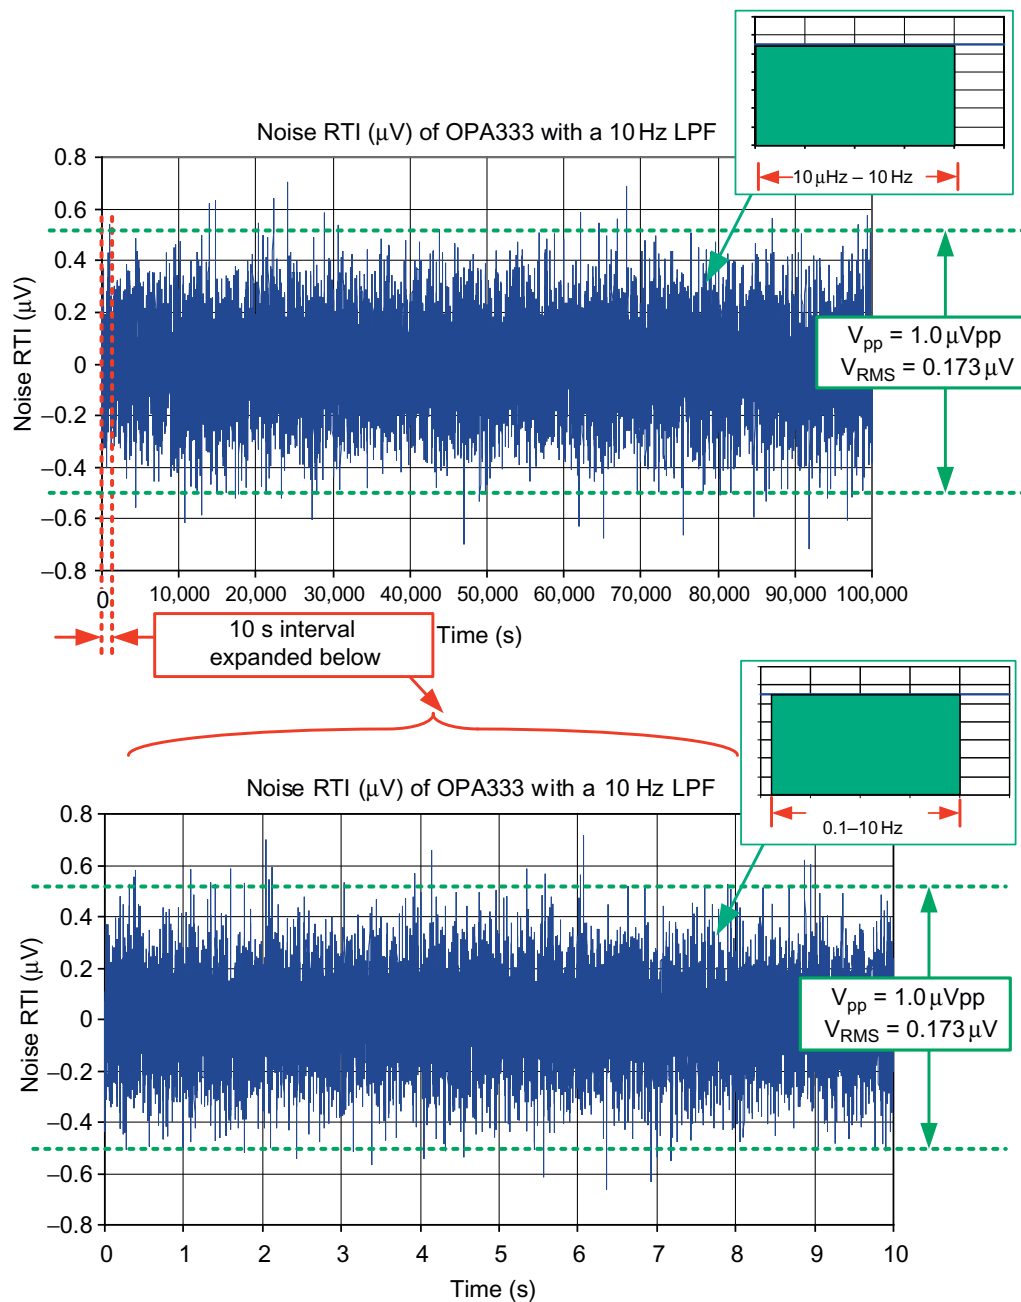 10 μHz – 10 Hz
Noise RTI (μV) of OPA333 with a 10 Hz LPF
0.8
0.6
0.4
0.2
0
–0.2
–0.4
–0.6
–0.8
Noise RTI (μV)
Vpp = 1.0 μVpp
VRMS = 0.173 μV
0 10,000 20,000 30,000 40,000 50,000 60,000 70,000 80,000 90,000 100,000
Time (s)
10 s interval
expanded below
0.1–10 Hz
Noise RTI (μV) of OPA333 with a 10 Hz LPF
0.8
0.6
0.4
0.2
0
–0.2
–0.4
–0.6
–0.8
Noise RTI (μV)
Vpp = 1.0 μVpp
VRMS = 0.173 μV
0 1 2 3 4 5 6 7 8 9 10
Time (s)